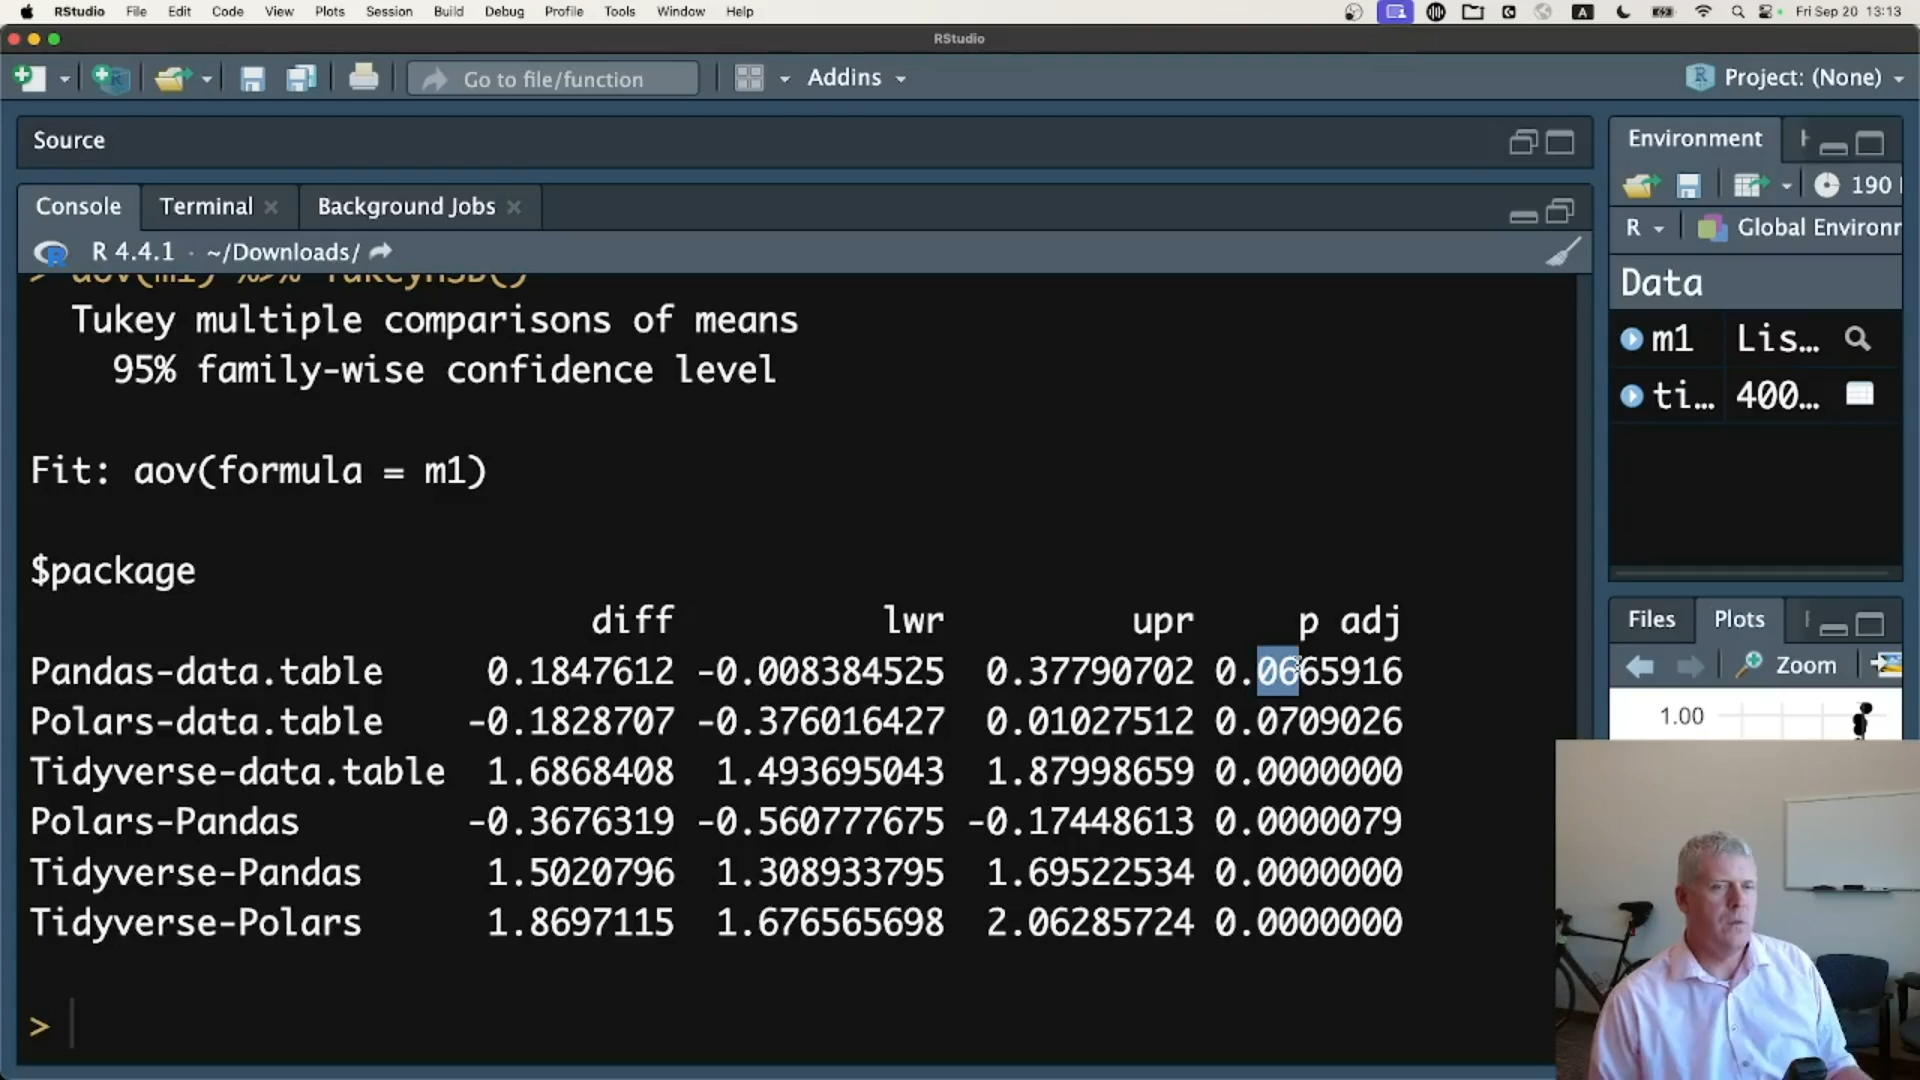 RStudio File Edit Code View Plots Session Build Debug Profile Tools Window Help
A
Fri Sep 20 13:13
RStudio
Go to file/function
Addins
Project: (None)
Source
Console Terminal Background Jobs
R 4.4.1 · ~/Downloads/
> aov(m1) %>% TukeyHSD()
Tukey multiple comparisons of means
95% family-wise confidence level
Fit: aov(formula = m1)
$package
diff lwr upr p adj
Pandas-data.table 0.1847612 -0.008384525 0.37790702 0.0665916
Polars-data.table -0.1828707 -0.376016427 0.01027512 0.0709026
Tidyverse-data.table 1.6868408 1.493695043 1.87998659 0.0000000
Polars-Pandas -0.3676319 -0.560777675 -0.17448613 0.0000079
Tidyverse-Pandas 1.5020796 1.308933795 1.69522534 0.0000000
Tidyverse-Polars 1.8697115 1.676565698 2.06285724 0.0000000
>
Environment
190
R Global Environ
Data
m1 Lis...
ti... 400...
Files Plots
Zoom
1.00